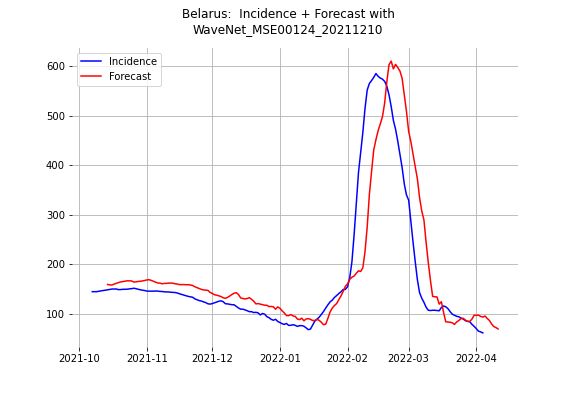 Belarus:  Incidence + Forecast with
WaveNet_MSE00124_20211210
Incidence
Forecast
600
500
400
300
200
100
2021-10 2021-11 2021-12 2022-01 2022-02 2022-03 2022-04